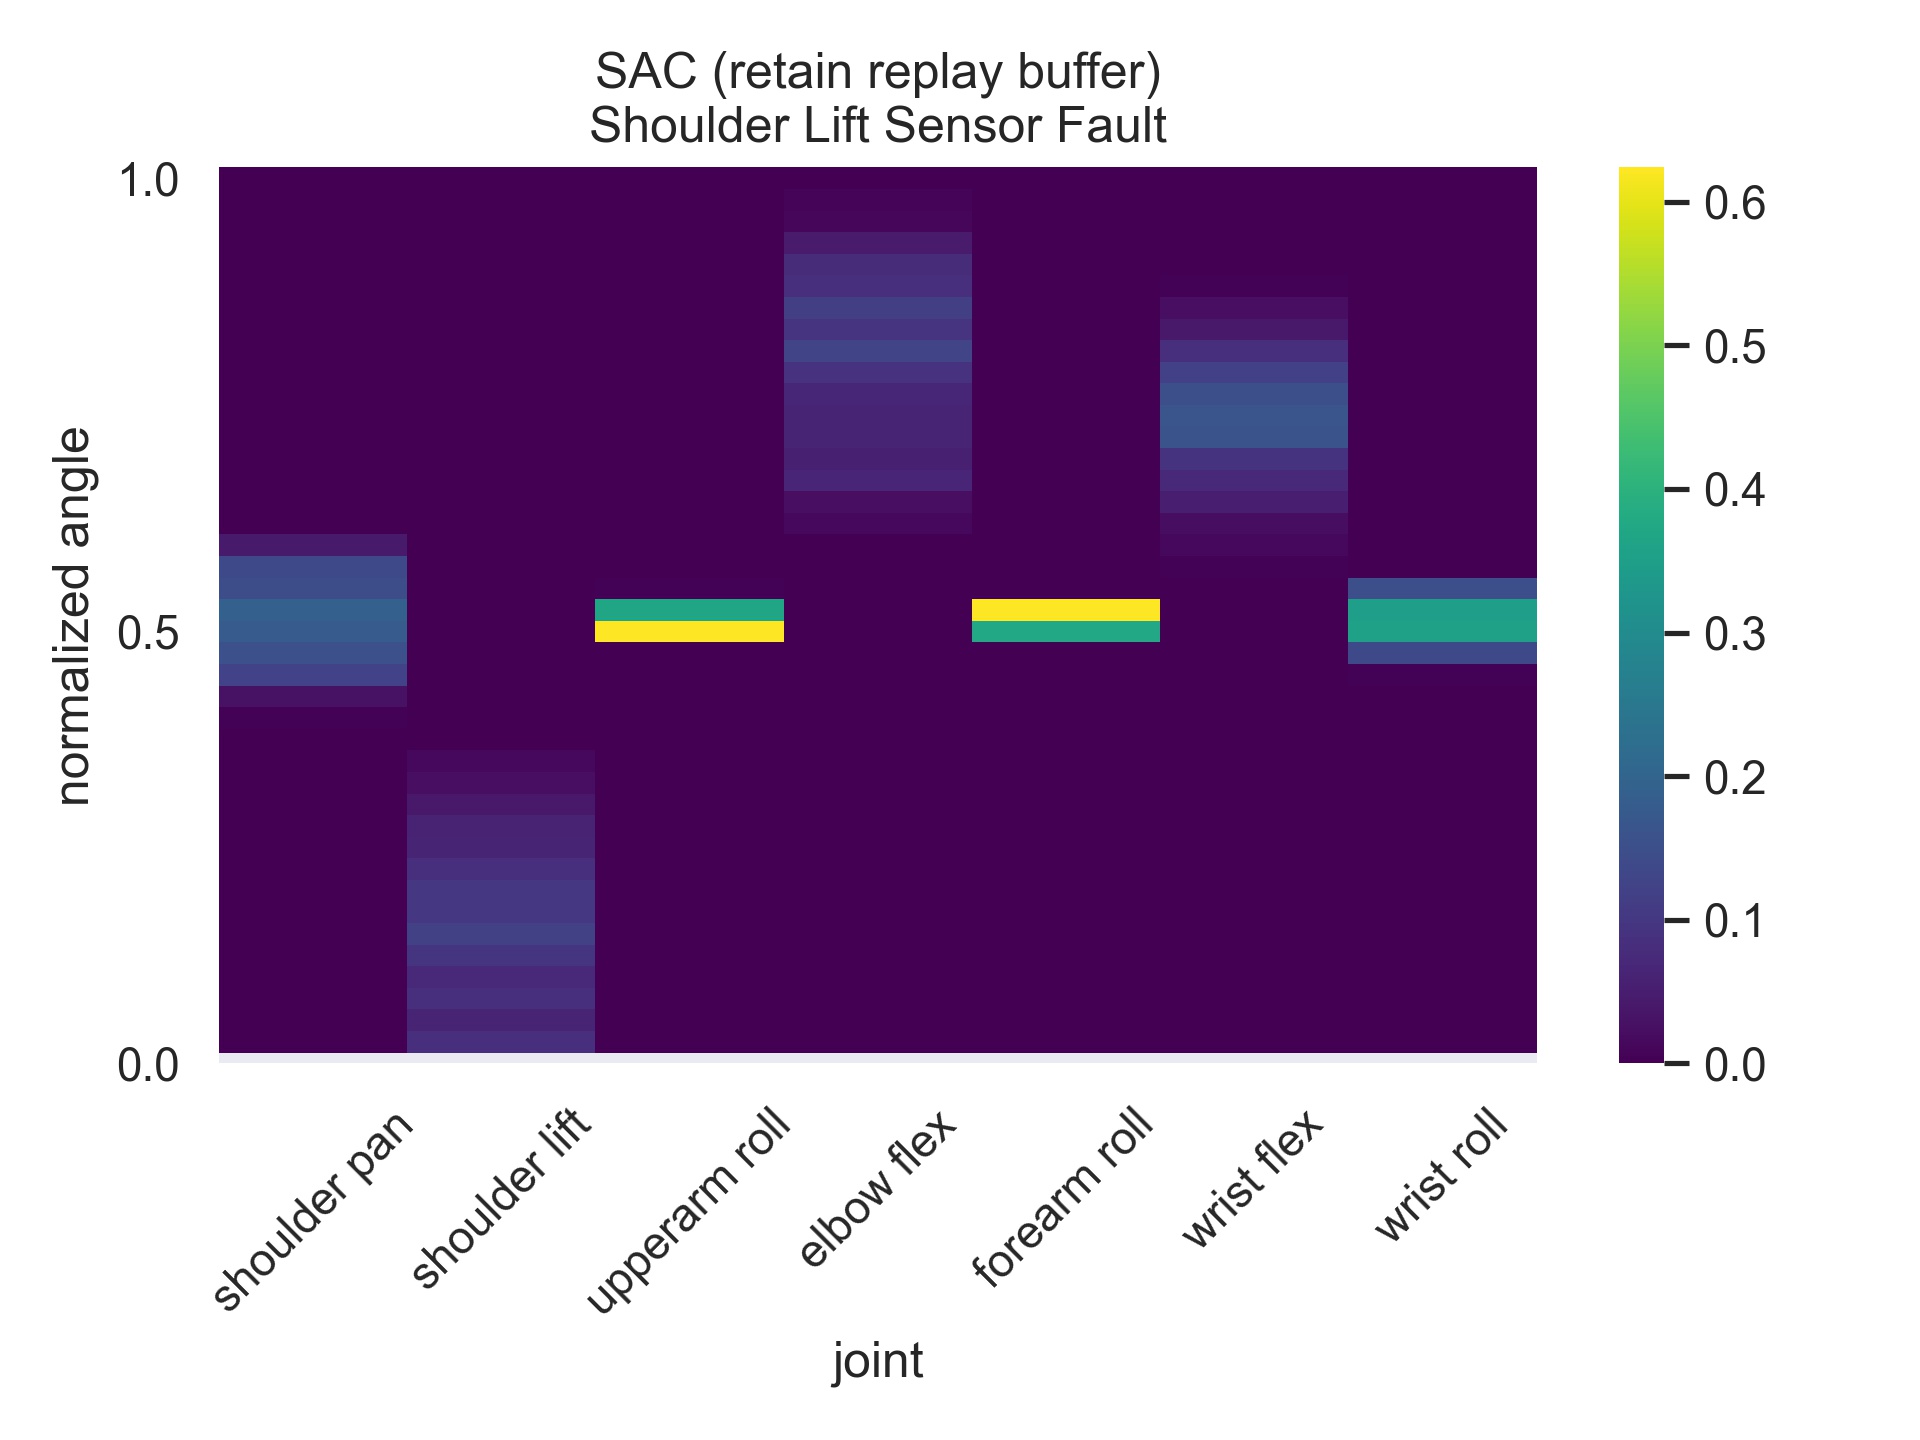 SAC (retain replay buffer)
Shoulder Lift Sensor Fault
1.0
0.5
0.0
normalized angle
shoulder pan
shoulder lift
upperarm roll
elbow flex
forearm roll
wrist flex
wrist roll
joint
0.6
0.5
0.4
0.3
0.2
0.1
0.0